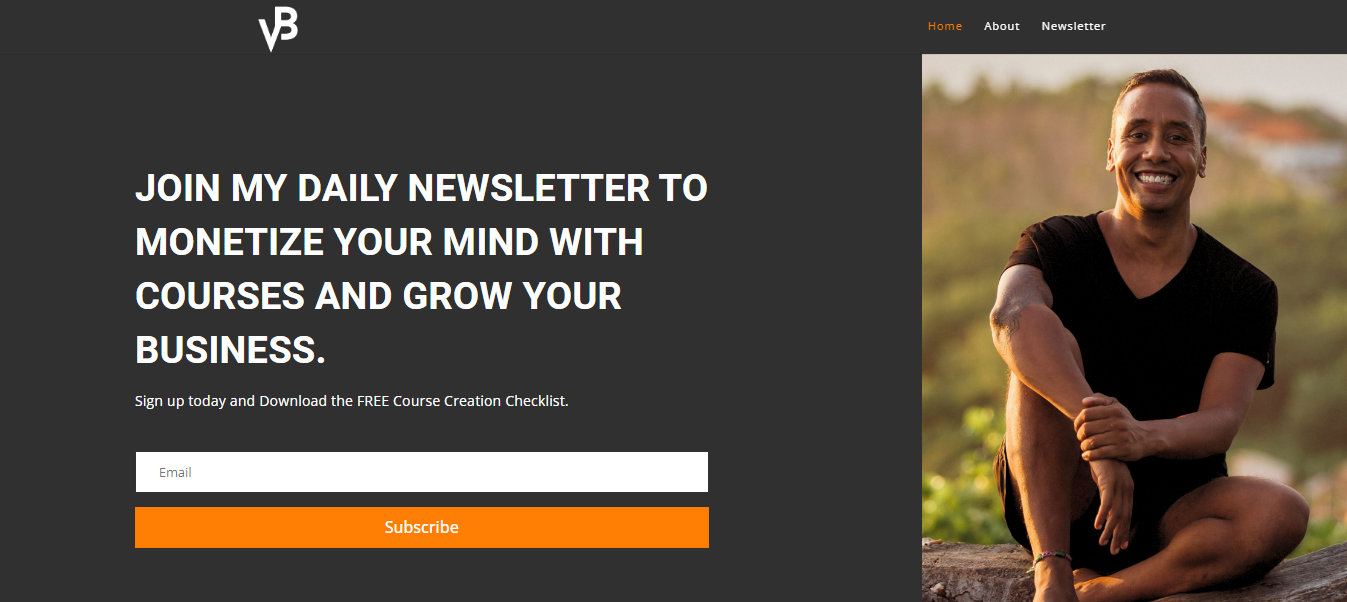 VB
Home About Newsletter
JOIN MY DAILY NEWSLETTER TO
MONETIZE YOUR MIND WITH
COURSES AND GROW YOUR
BUSINESS.
Sign up today and Download the FREE Course Creation Checklist.
Email
Subscribe